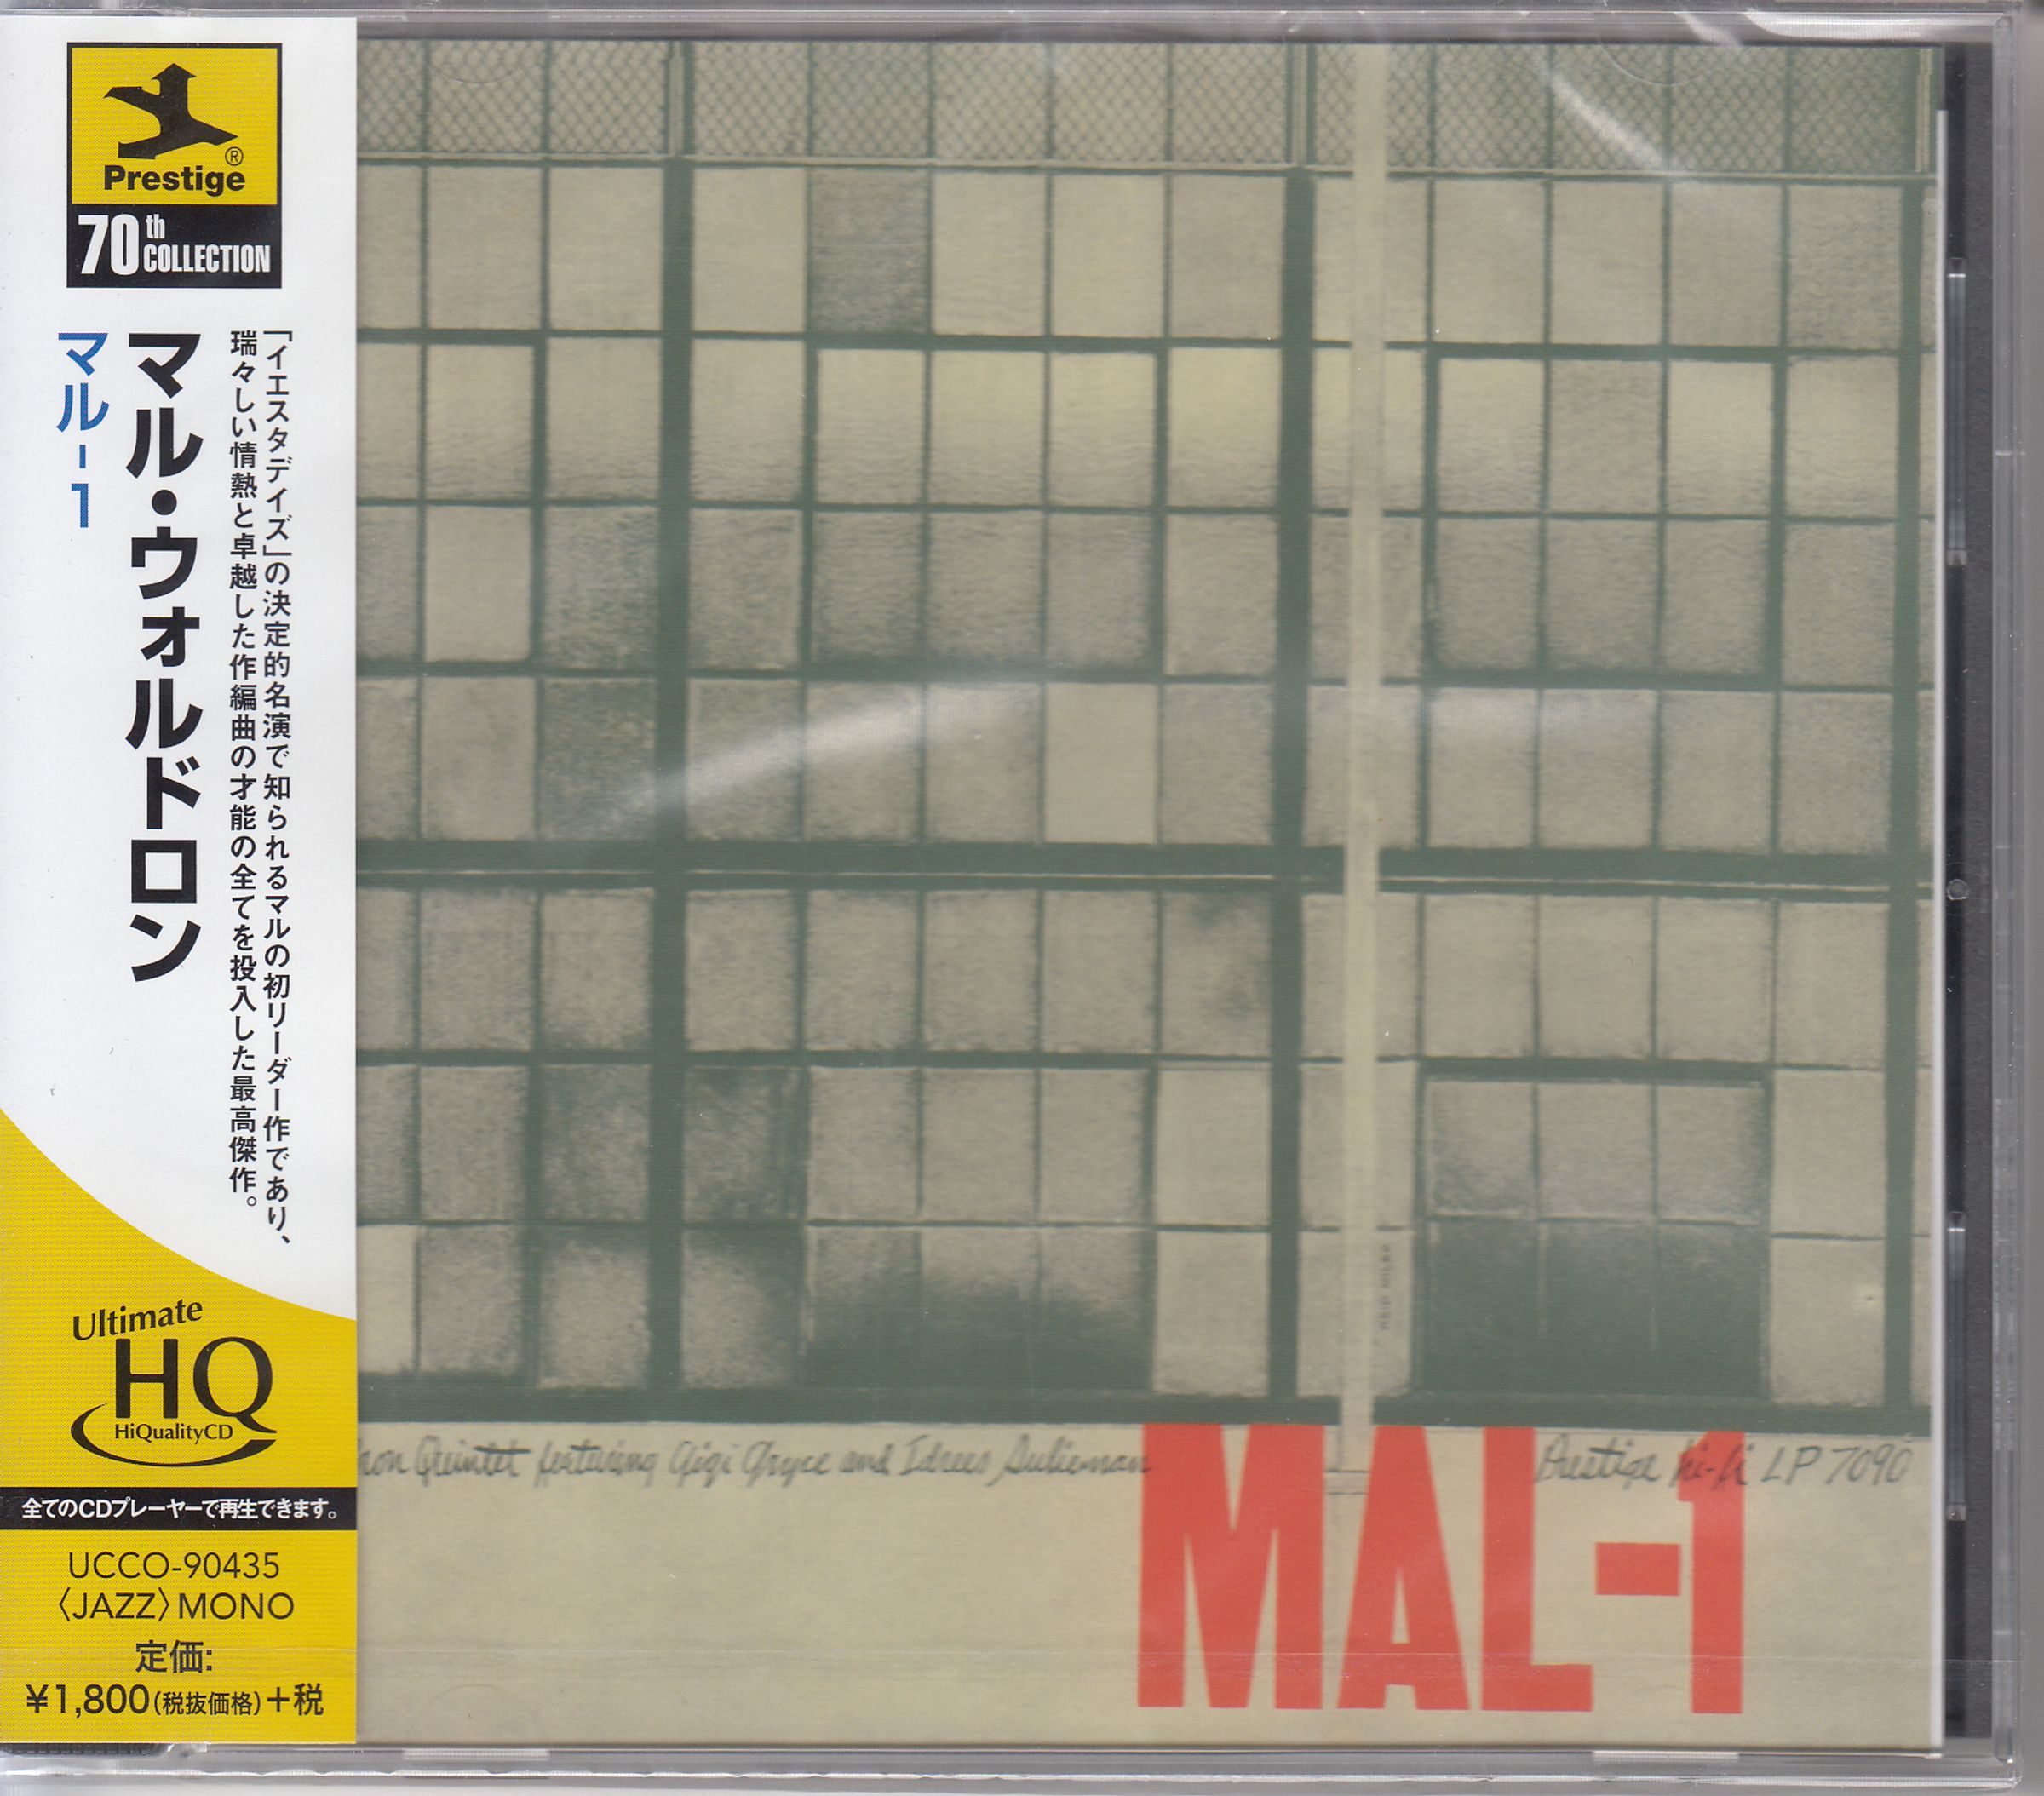 Prestige®
70th COLLECTION
「イエスタデイズ」の決定的名演で知られるマルの初リーダー作であり、
瑞々しい情熱と卓越した作編曲の才能の全てを投入した最高傑作。
マル・ウォルドロン
マル-1
Ultimate
HQ
HiQualityCD
全てのCDプレーヤーで再生できます。
UCCO-90435
〈JAZZ〉MONO
定価:
¥1,800(税抜価格)+税
ron Quintet featuring Gigi Gryce and Idrees Sulieman
Prestige hi-fi LP 7090
MAL-1